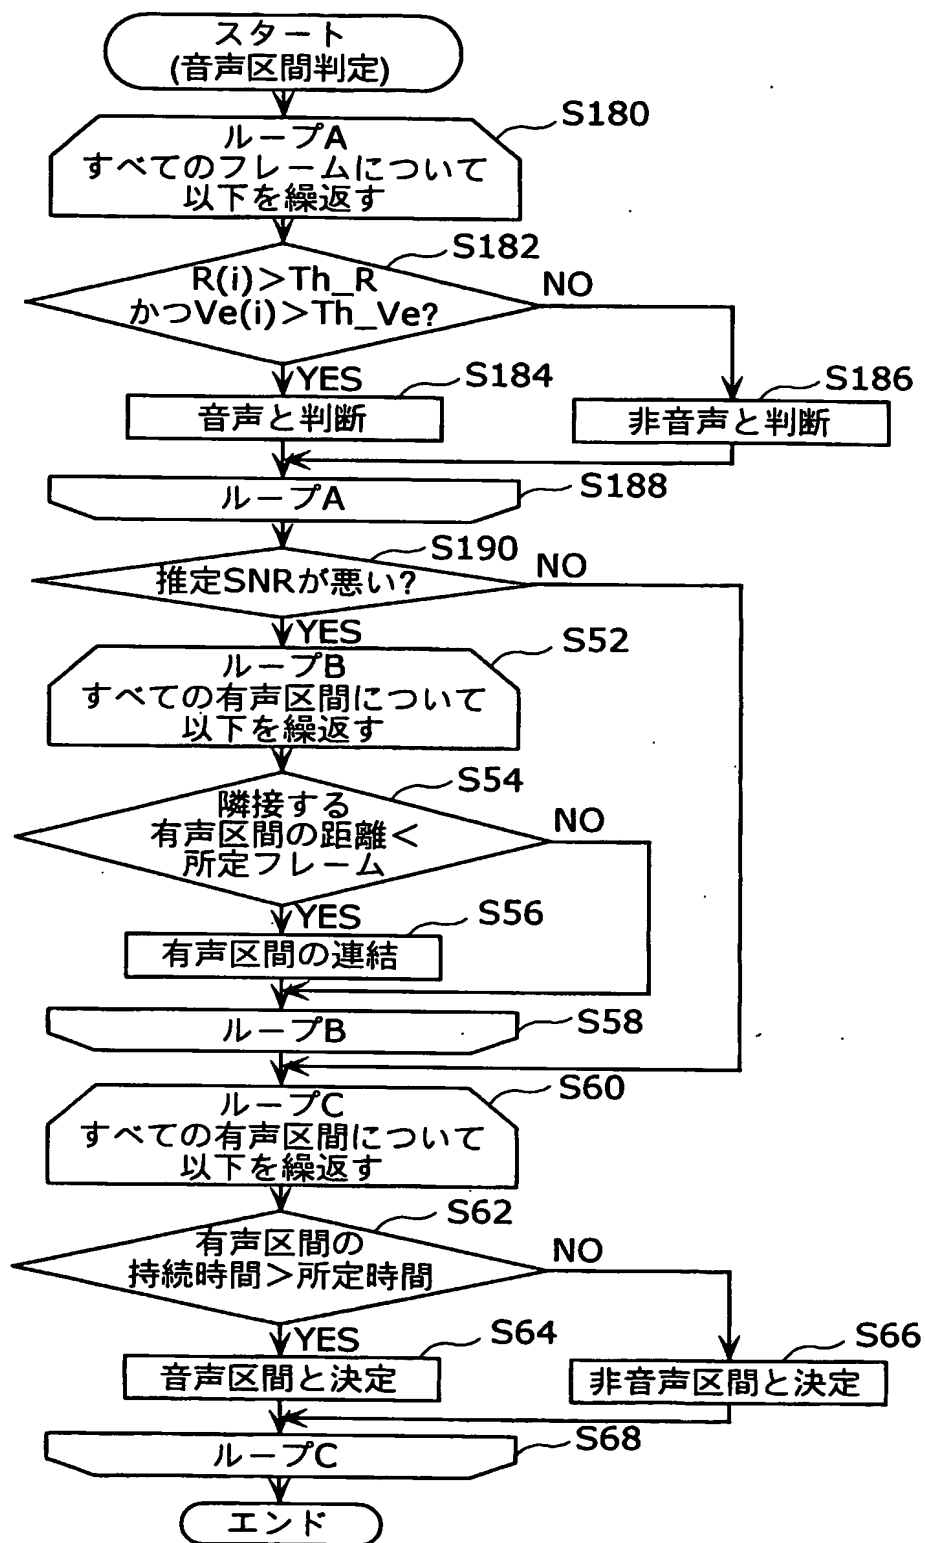 スタート
(音声区間判定)
S180
ループA
すべてのフレームについて
以下を繰返す
S182
R(i)>Th_R
かつVe(i)>Th_Ve?
NO
YES
S184
音声と判断
S186
非音声と判断
S188
ループA
S190
推定SNRが悪い?
NO
YES
S52
ループB
すべての有声区間について
以下を繰返す
S54
隣接する
有声区間の距離<
所定フレーム
NO
YES
S56
有声区間の連結
S58
ループB
S60
ループC
すべての有声区間について
以下を繰返す
S62
有声区間の
持続時間>所定時間
NO
YES
S64
音声区間と決定
S66
非音声区間と決定
S68
ループC
エンド